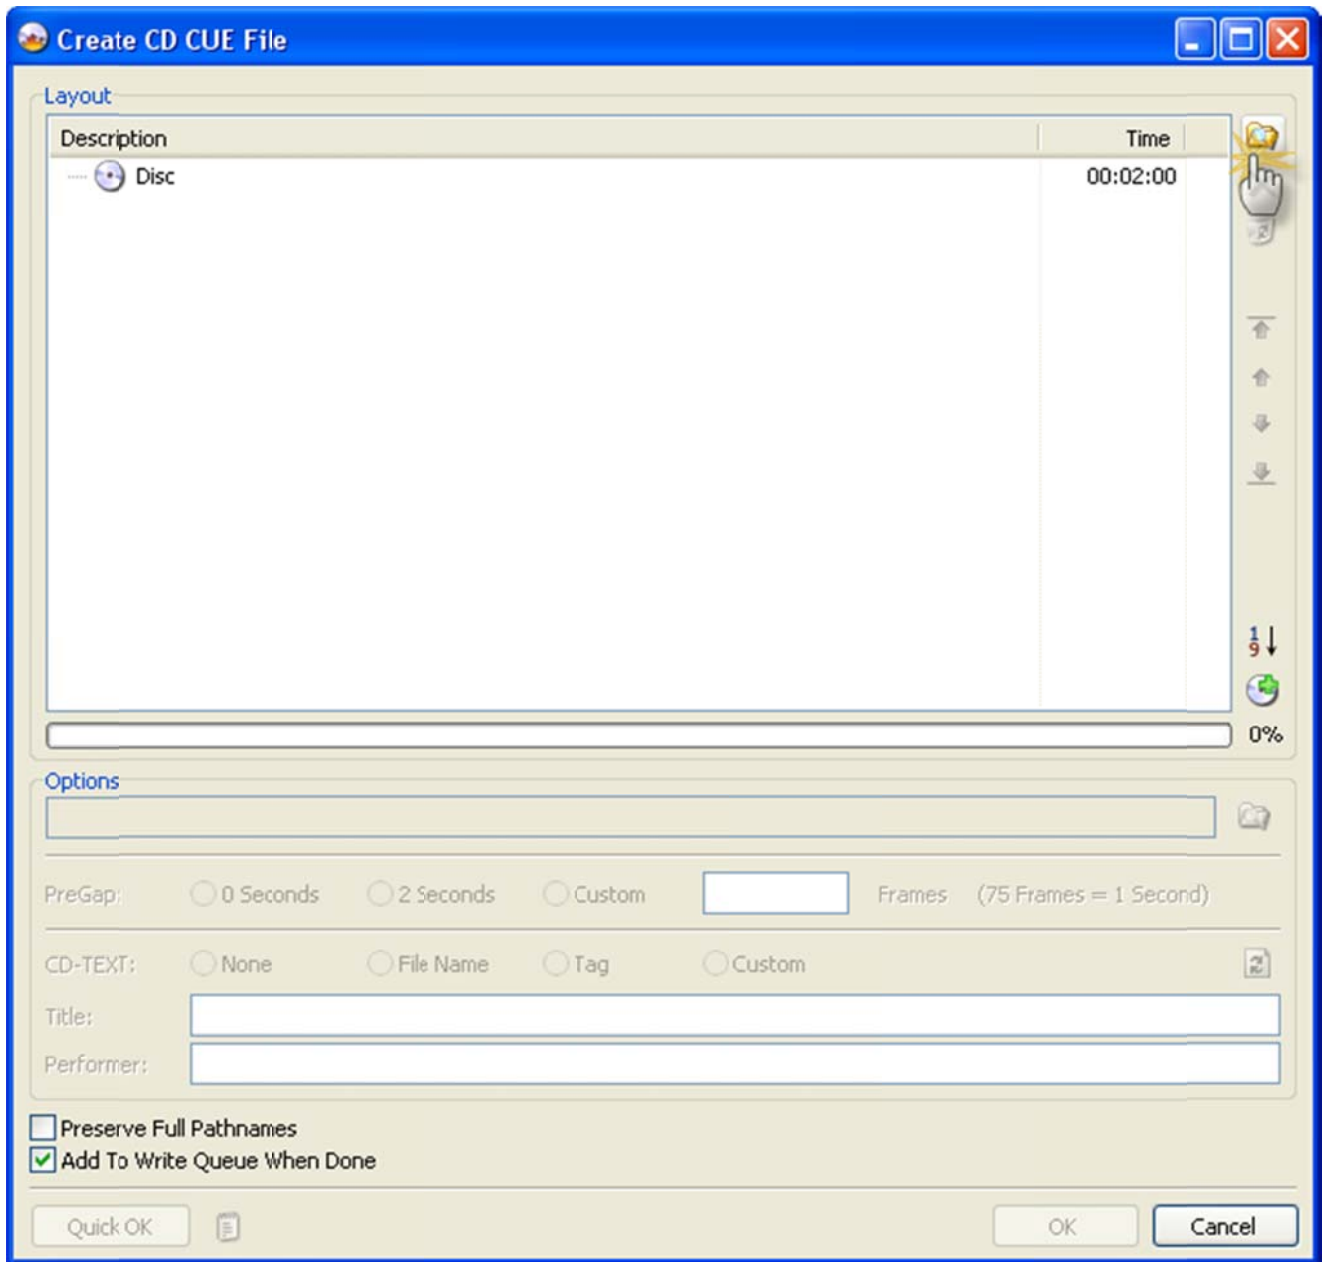 Create CD CUE File
Layout
Description Time
Disc 00:02:00
1
9
0%
Options
PreGap: 0 Seconds 2 Seconds Custom Frames (75 Frames = 1 Second)
CD-TEXT: None File Name Tag Custom
Title:
Performer:
Preserve Full Pathnames
Add To Write Queue When Done
Quick OK OK Cancel